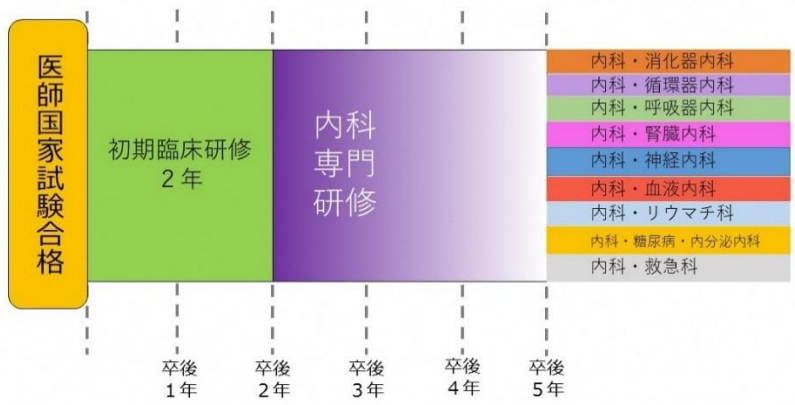 医師国家試験合格
初期臨床研修
2年
内科
専門
研修
内科・消化器内科
内科・循環器内科
内科・呼吸器内科
内科・腎臓内科
内科・神経内科
内科・血液内科
内科・リウマチ科
内科・糖尿病・内分泌内科
内科・救急科
卒後
1年
卒後
2年
卒後
3年
卒後
4年
卒後
5年